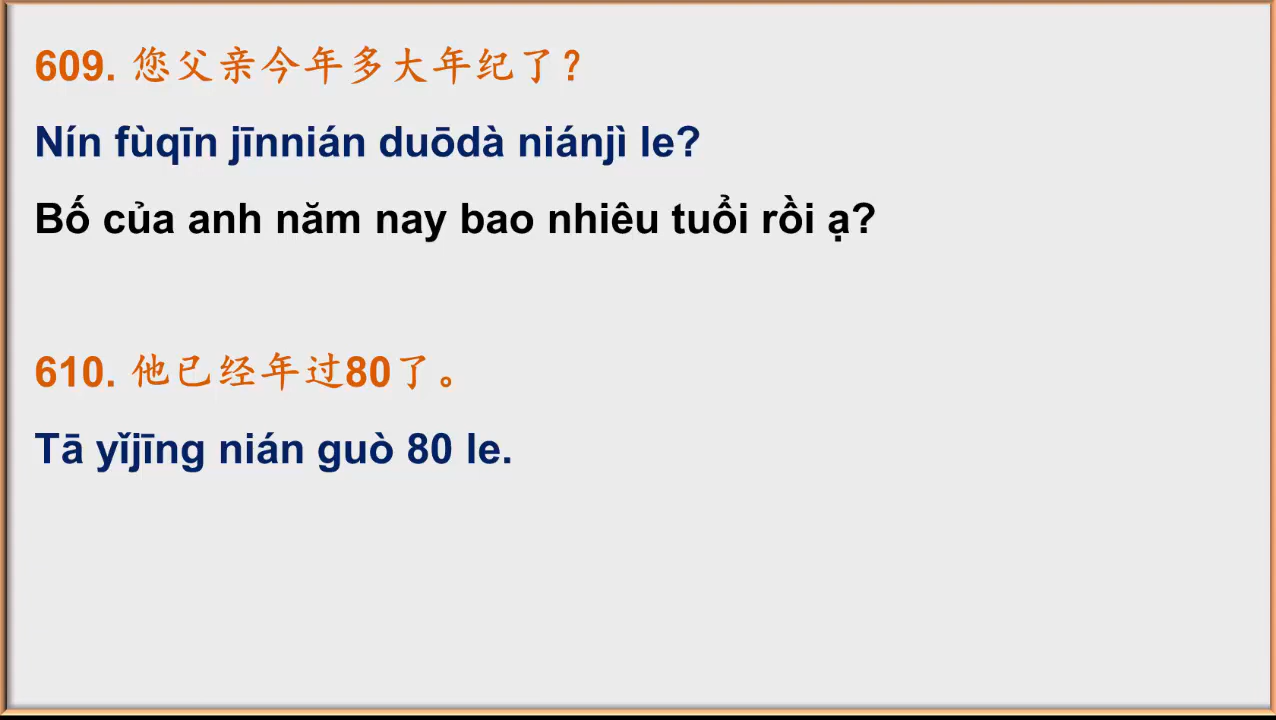 609. 您父亲今年多大年纪了？
Nín fùqīn jīnnián duōdà niánjì le?
Bố của anh năm nay bao nhiêu tuổi rồi ạ?
610. 他已经年过80了。
Tā yǐjīng nián guò 80 le.